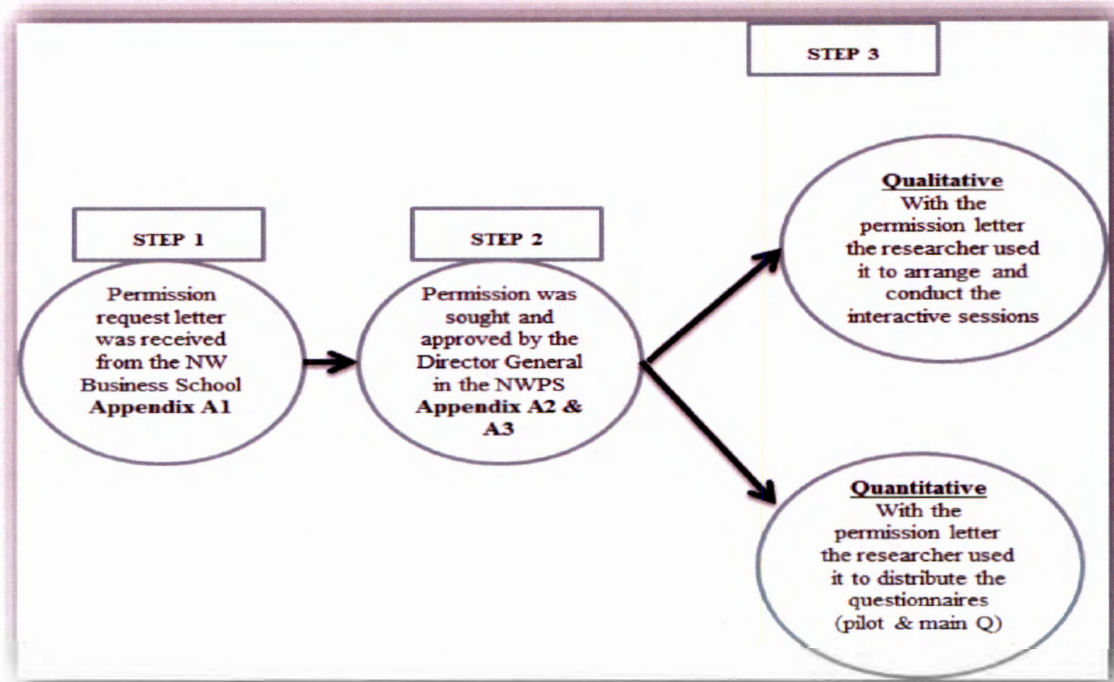 STEP 1
Permission
request letter
was received
from the NW
Business School
Appendix A1
STEP 2
Permission was
sought and
approved by the
Director General
in the NWPS
Appendix A2 &
A3
STEP 3
Qualitative
With the
permission letter
the researcher used
it to arrange and
conduct the
interactive sessions
Quantitative
With the
permission letter
the researcher used
it to distribute the
questionnaires
(pilot & main Q)